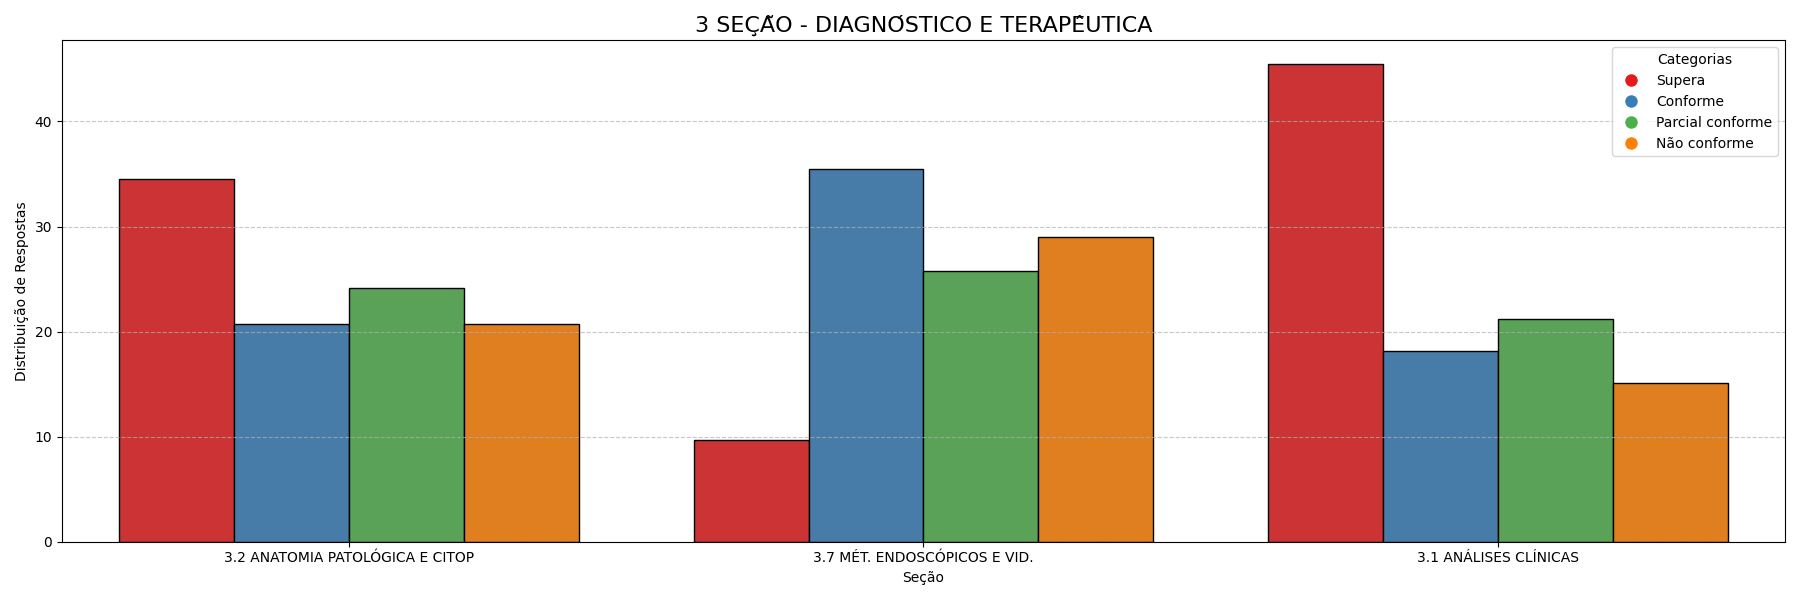 3 SEÇÃO - DIAGNÓSTICO E TERAPÊUTICA
Categorias
Supera
Conforme
Parcial conforme
Não conforme
Distribuição de Respostas
40
30
20
10
0
3.2 ANATOMIA PATOLÓGICA E CITOP
3.7 MÉT. ENDOSCÓPICOS E VID.
3.1 ANÁLISES CLÍNICAS
Seção